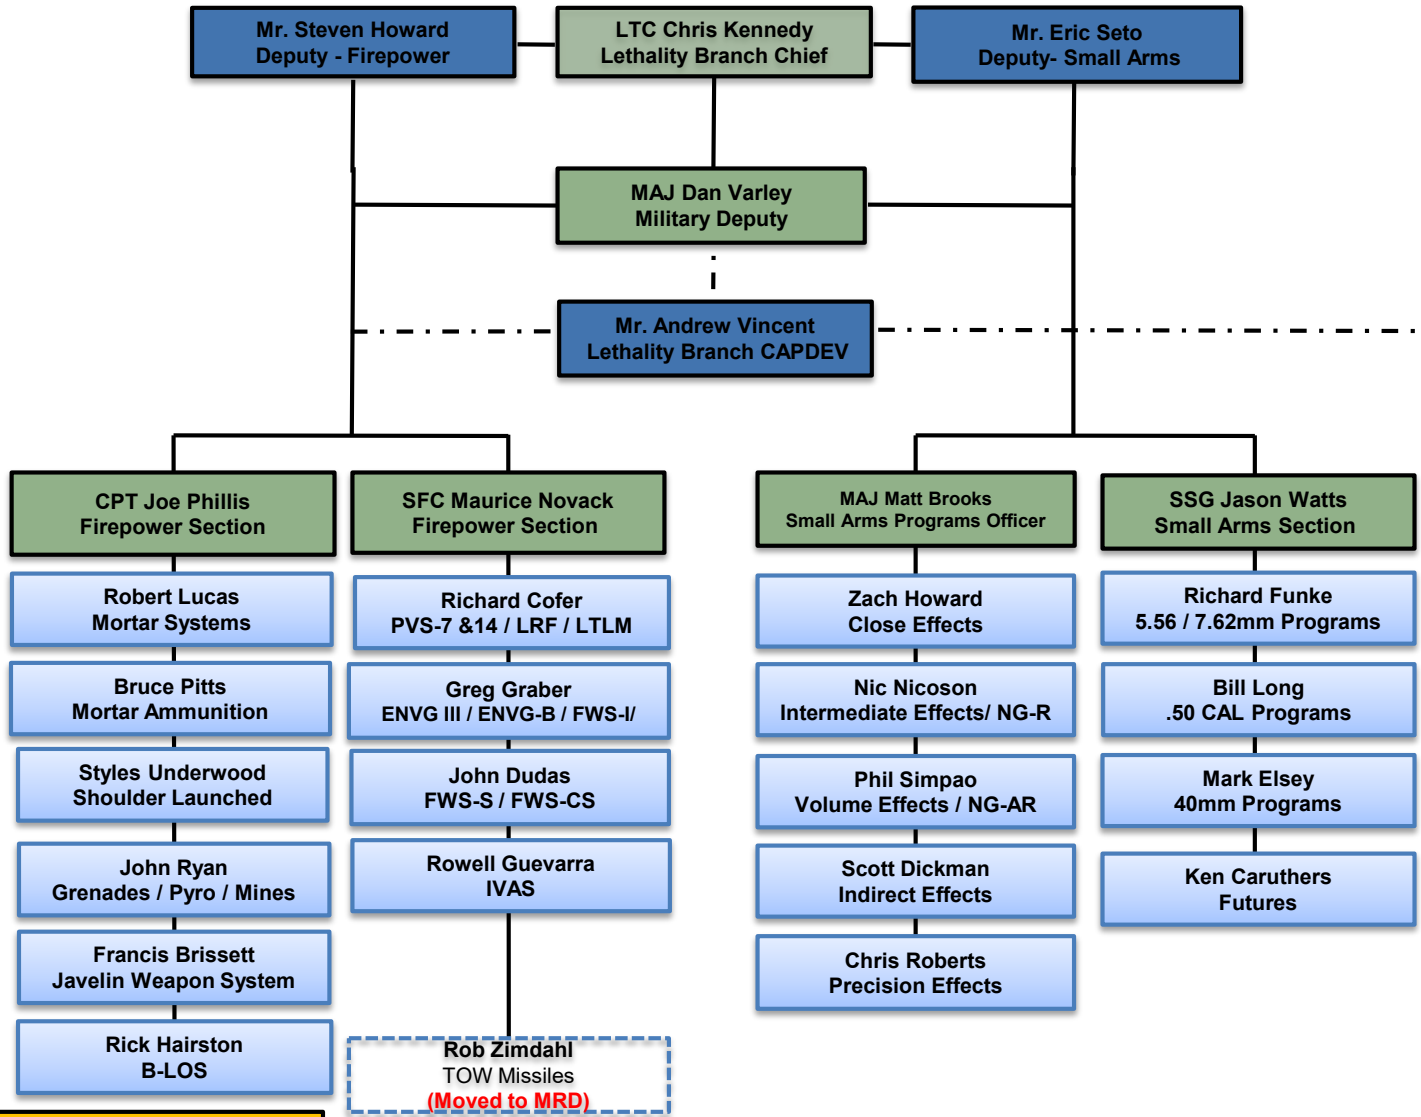 Mr. Steven Howard
Deputy - Firepower
LTC Chris Kennedy
Lethality Branch Chief
Mr. Eric Seto
Deputy- Small Arms
MAJ Dan Varley
Military Deputy
Mr. Andrew Vincent
Lethality Branch CAPDEV
CPT Joe Phillis
Firepower Section
Robert Lucas
Mortar Systems
Bruce Pitts
Mortar Ammunition
Styles Underwood
Shoulder Launched
John Ryan
Grenades / Pyro / Mines
Francis Brissett
Javelin Weapon System
Rick Hairston
B-LOS
SFC Maurice Novack
Firepower Section
Richard Cofer
PVS-7 &14 / LRF / LTLM
Greg Graber
ENVG III / ENVG-B / FWS-I/
John Dudas
FWS-S / FWS-CS
Rowell Guevarra
IVAS
Rob Zimdahl
TOW Missiles
(Moved to MRD)
MAJ Matt Brooks
Small Arms Programs Officer
Zach Howard
Close Effects
Nic Nicoson
Intermediate Effects/ NG-R
Phil Simpao
Volume Effects / NG-AR
Scott Dickman
Indirect Effects
Chris Roberts
Precision Effects
SSG Jason Watts
Small Arms Section
Richard Funke
5.56 / 7.62mm Programs
Bill Long
.50 CAL Programs
Mark Elsey
40mm Programs
Ken Caruthers
Futures